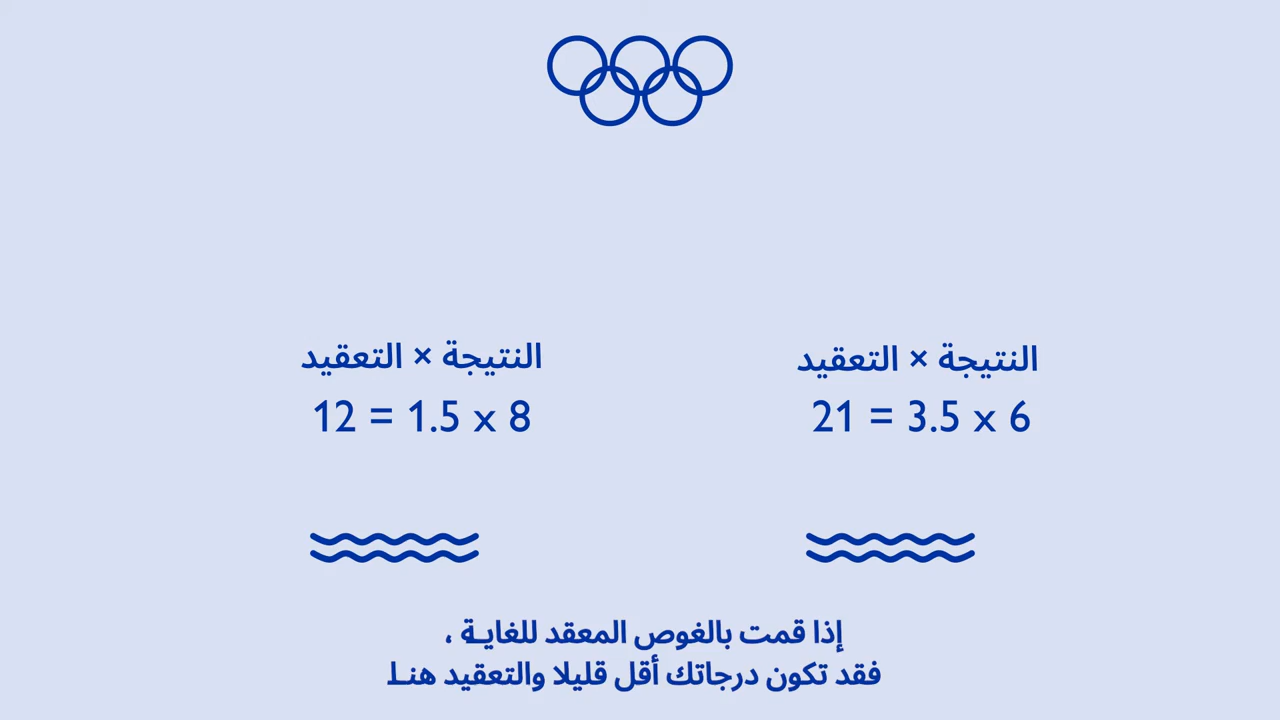 النتيجة × التعقيد
21 = 3.5 x 6
النتيجة × التعقيد
12 = 1.5 x 8
إذا قمت بالغوص المعقد للغايـة ،
فقد تكون درجاتك أقل قليلا والتعقيد هنـا